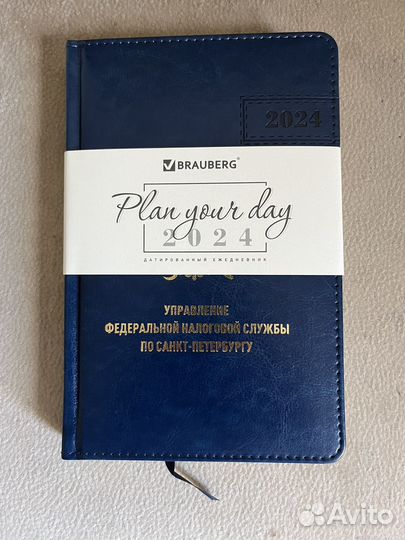 2024
BRAUBERG
Plan your day
2024
ДАТИРОВАННЫЙ ЕЖЕДНЕВНИК
УПРАВЛЕНИЕ
ФЕДЕРАЛЬНОЙ НАЛОГОВОЙ СЛУЖБЫ
ПО САНКТ-ПЕТЕРБУРГУ
Avito